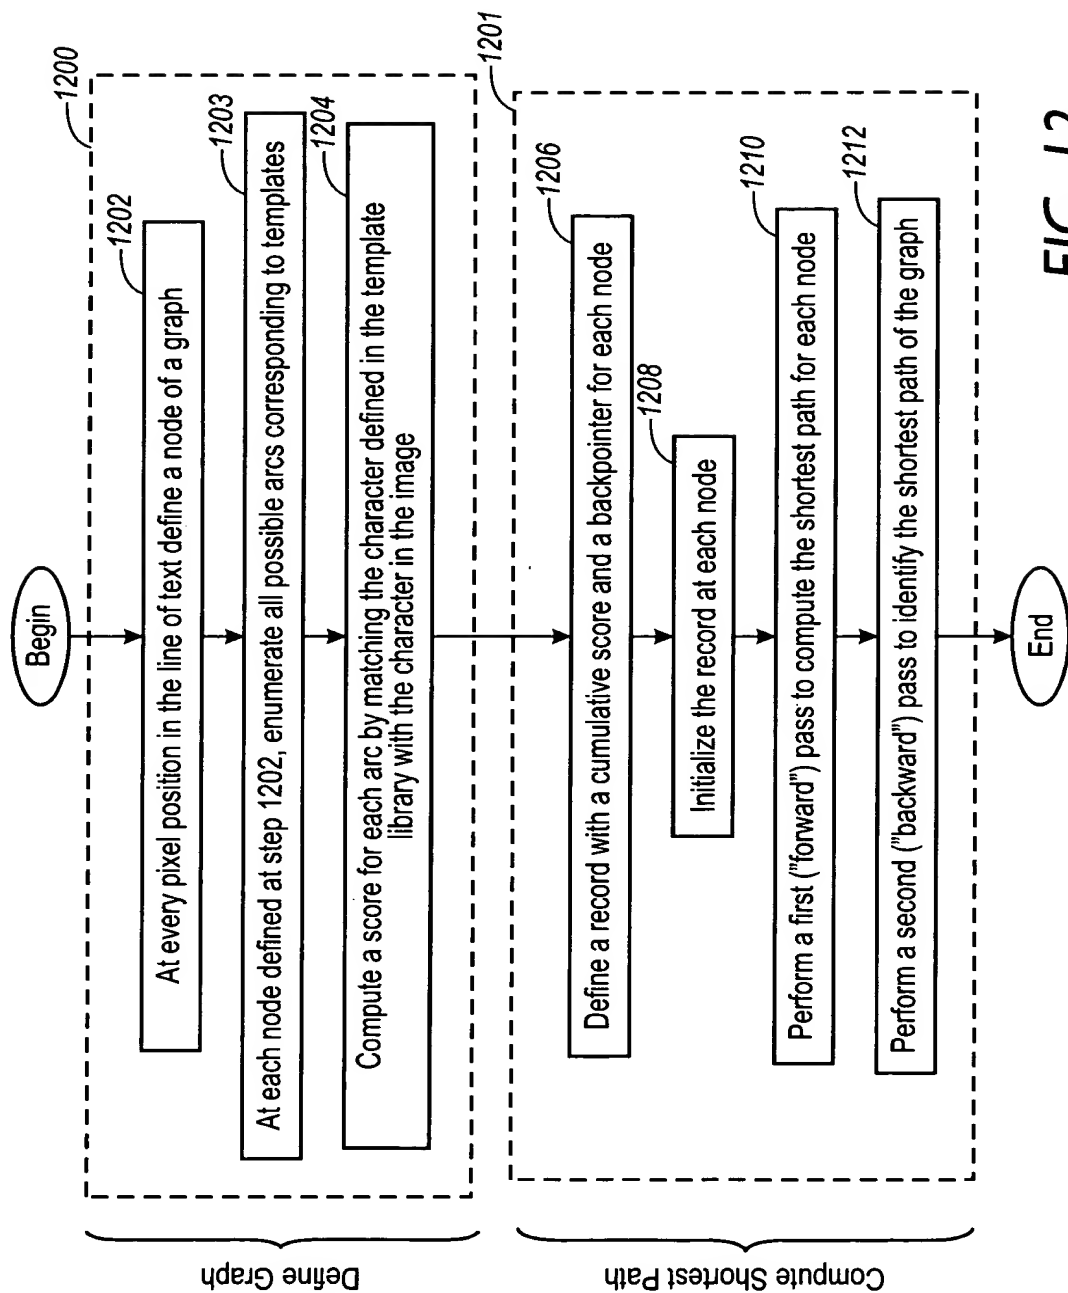 Begin
1200
1202
At every pixel position in the line of text define a node of a graph
1203
At each node defined at step 1202, enumerate all possible arcs corresponding to templates
1204
Compute a score for each arc by matching the character defined in the template
library with the character in the image
Define Graph
1201
1206
Define a record with a cumulative score and a backpointer for each node
1208
Initialize the record at each node
1210
Perform a first ("forward") pass to compute the shortest path for each node
1212
Perform a second ("backward") pass to identify the shortest path of the graph
Compute Shortest Path
End
FIG. 12